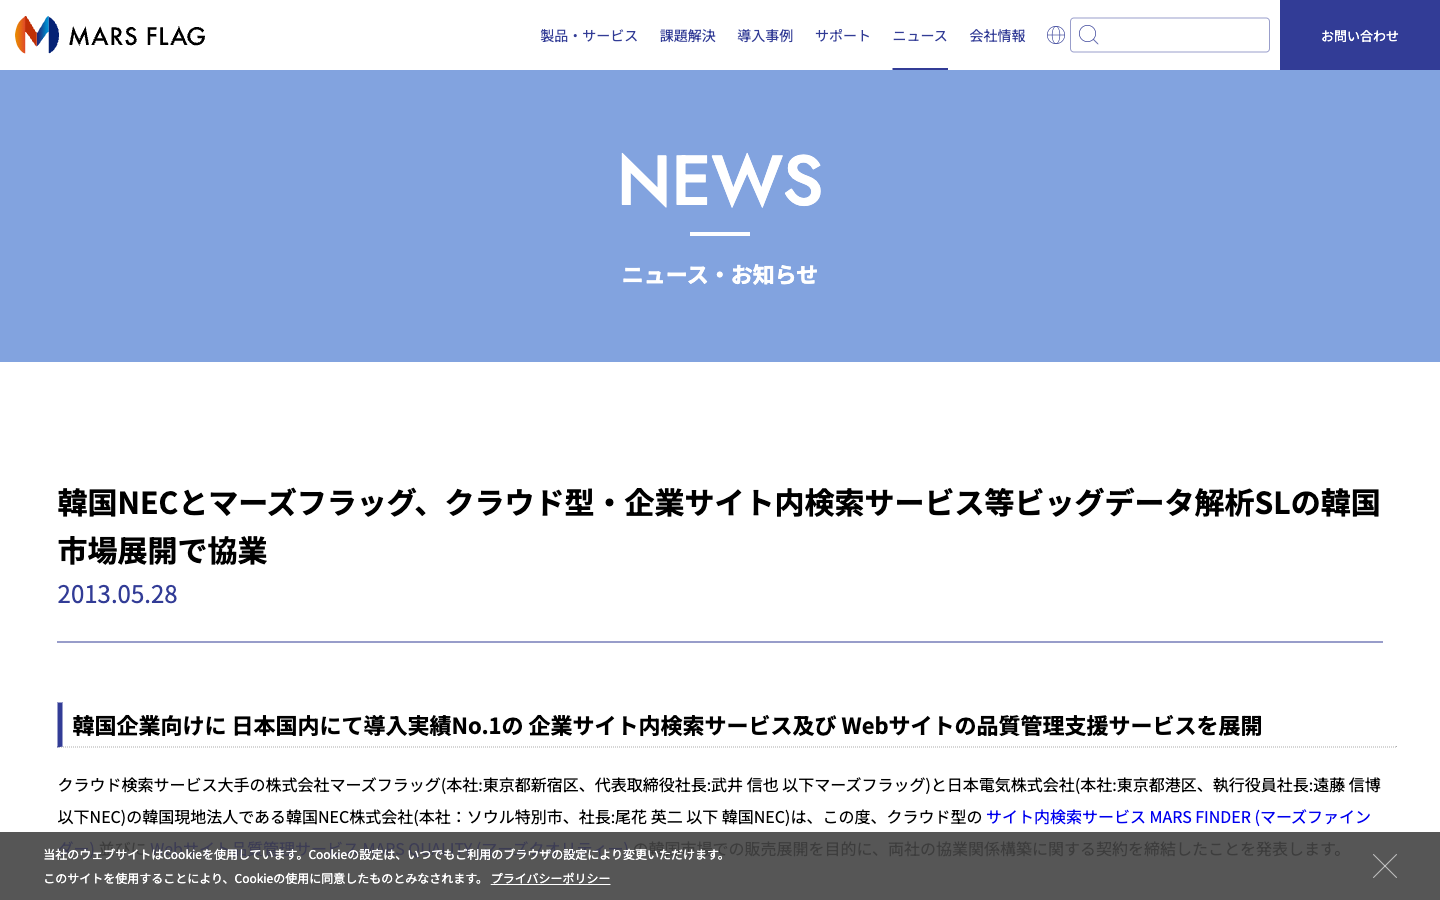 MARS FLAG
製品・サービス 課題解決 導入事例 サポート ニュース 会社情報 お問い合わせ
NEWS
ニュース・お知らせ
韓国NECとマーズフラッグ、クラウド型・企業サイト内検索サービス等ビッグデータ解析SLの韓国
市場展開で協業
2013.05.28
韓国企業向けに 日本国内にて導入実績No.1の 企業サイト内検索サービス及び Webサイトの品質管理支援サービスを展開
クラウド検索サービス大手の株式会社マーズフラッグ(本社:東京都新宿区、代表取締役社長:武井 信也 以下マーズフラッグ)と日本電気株式会社(本社:東京都港区、執行役員社長:遠藤 信博
以下NEC)の韓国現地法人である韓国NEC株式会社(本社：ソウル特別市、社長:尾花 英二 以下 韓国NEC)は、この度、クラウド型の サイト内検索サービス MARS FINDER (マーズファイン
の韓国市場での販売展開を目的に、両社の協業関係構築に関する契約を締結したことを発表します。
当社のウェブサイトはCookieを使用しています。Cookieの設定は、いつでもご利用のブラウザの設定により変更いただけます。
このサイトを使用することにより、Cookieの使用に同意したものとみなされます。 プライバシーポリシー